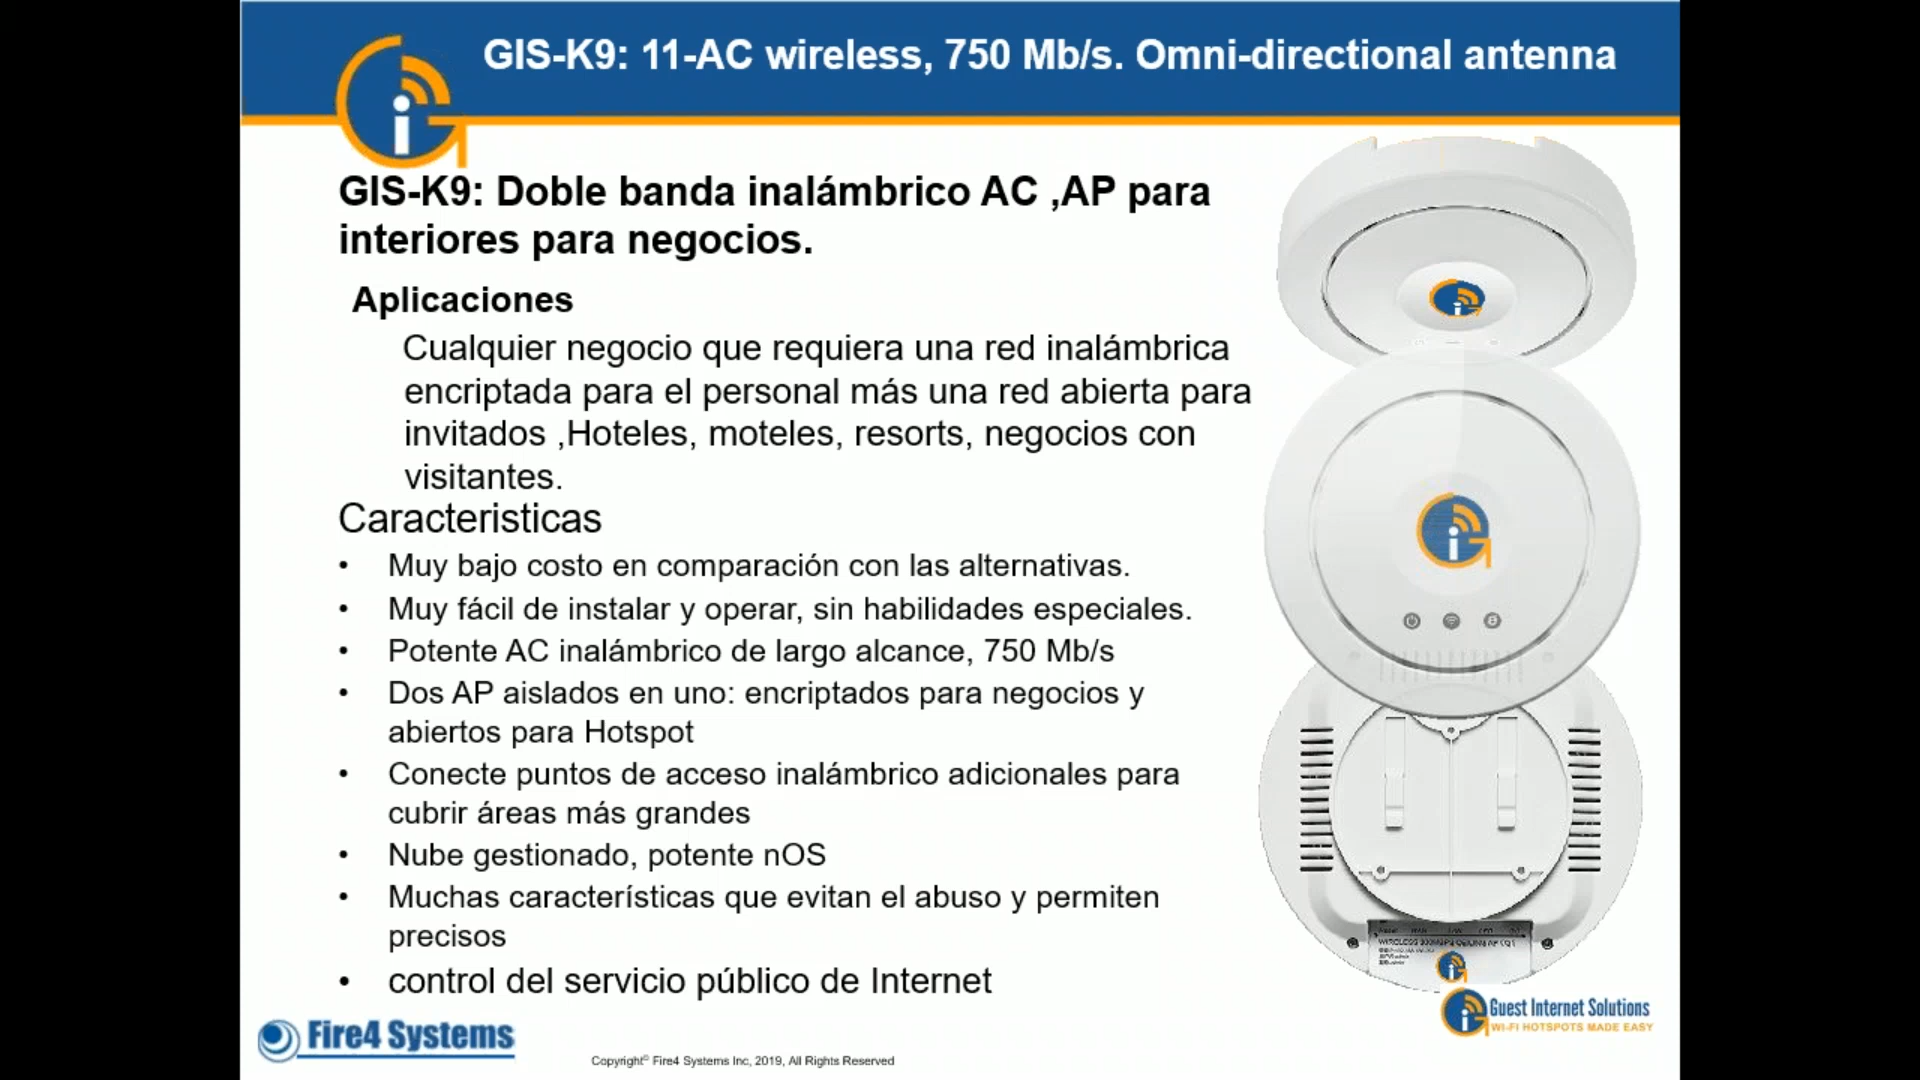 GIS-K9: 11-AC wireless, 750 Mb/s. Omni-directional antenna
GIS-K9: Doble banda inalámbrico AC ,AP para
interiores para negocios.
Aplicaciones
Cualquier negocio que requiera una red inalámbrica
encriptada para el personal más una red abierta para
invitados ,Hoteles, moteles, resorts, negocios con
visitantes.
Caracteristicas
• Muy bajo costo en comparación con las alternativas.
• Muy fácil de instalar y operar, sin habilidades especiales.
• Potente AC inalámbrico de largo alcance, 750 Mb/s
• Dos AP aislados en uno: encriptados para negocios y
abiertos para Hotspot
• Conecte puntos de acceso inalámbrico adicionales para
cubrir áreas más grandes
• Nube gestionado, potente nOS
• Muchas características que evitan el abuso y permiten
precisos
• control del servicio público de Internet
Guest Internet Solutions
WI-FI HOTSPOTS MADE EASY
Fire4 Systems
Copyright© Fire4 Systems Inc, 2019, All Rights Reserved